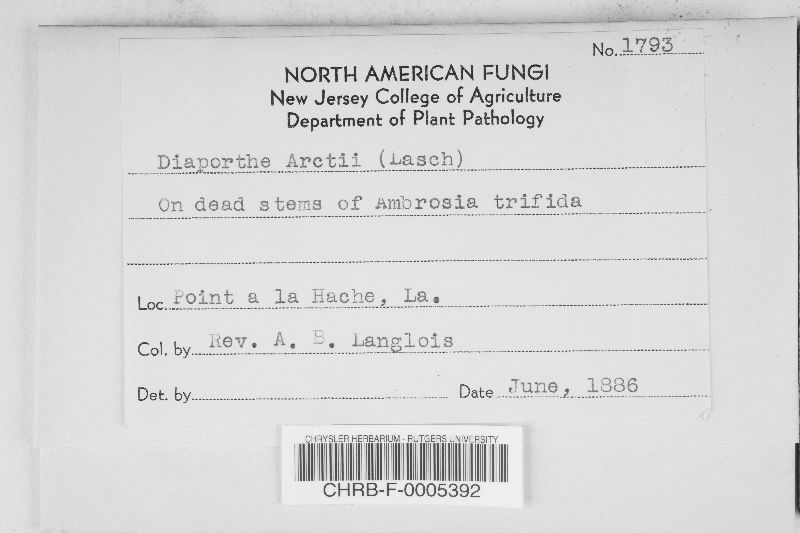 No. 1793
NORTH AMERICAN FUNGI
New Jersey College of Agriculture
Department of Plant Pathology
Diaporthe Arctii (Lasch)
On dead stems of Ambrosia trifida
Loc. Point a la Hache, La.
Col. by Rev. A. B. Langlois
Det. by Date June, 1886
CHRYSLER HERBARIUM - RUTGERS UNIVERSITY
CHRB-F-0005392